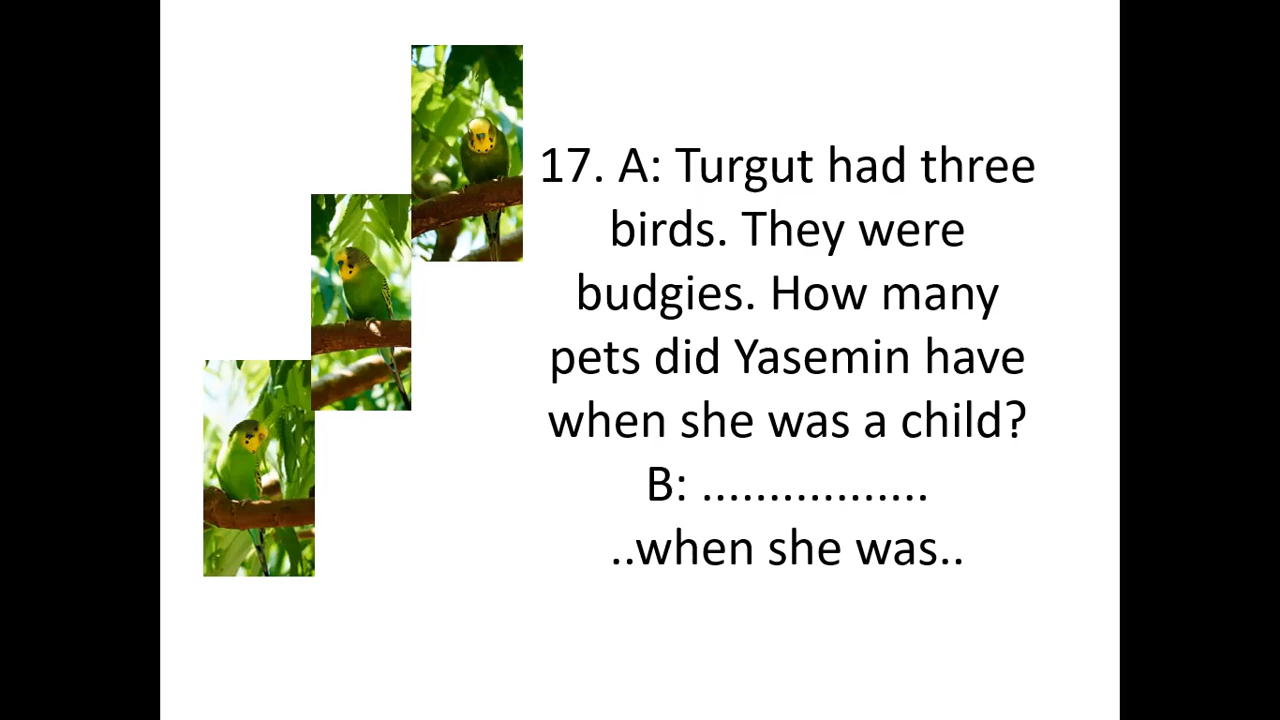 17. A: Turgut had three
birds. They were
budgies. How many
pets did Yasemin have
when she was a child?
B: .................
..when she was..